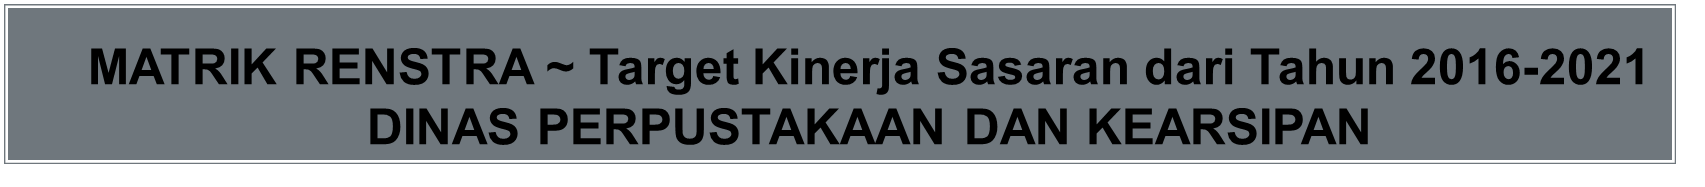 MATRIK RENSTRA ~ Target Kinerja Sasaran dari Tahun 2016-2021
DINAS PERPUSTAKAAN DAN KEARSIPAN